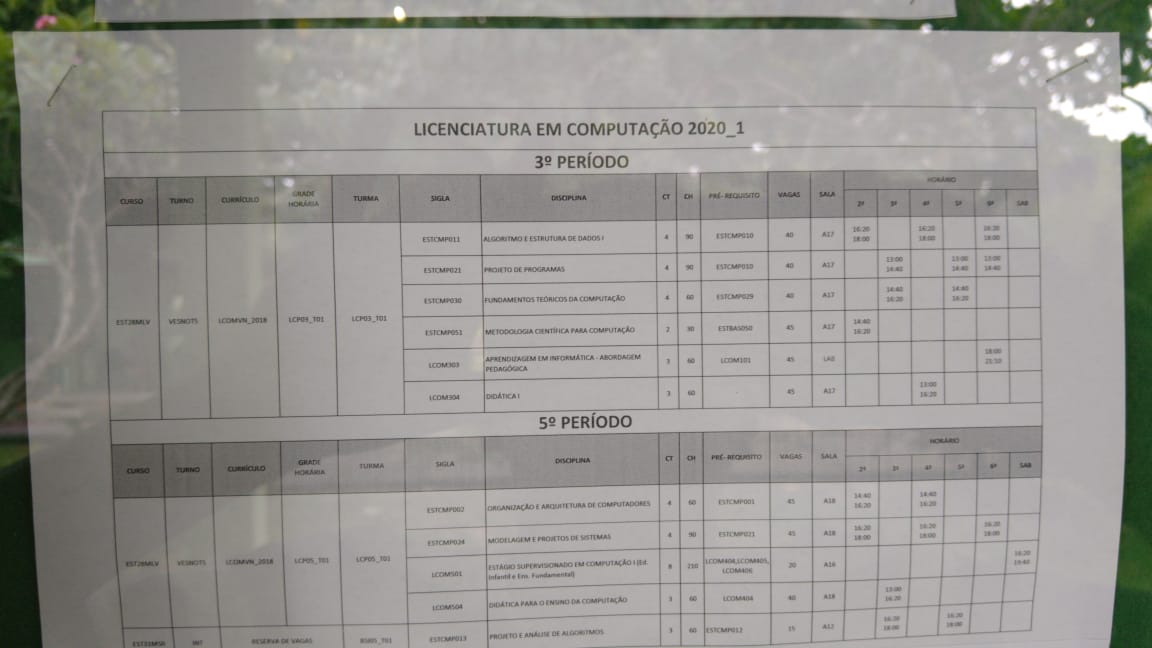 LICENCIATURA EM COMPUTAÇÃO 2020_1
3º PERÍODO
CURSO TURNO CURRÍCULO GRADE HORÁRIA TURMA SIGLA DISCIPLINA CT CH PRÉ- REQUISITO VAGAS SALA HORÁRIO
2ª 3ª 4ª 5ª 6ª SAB
EST28MLV VESNOTS LCOMVN_2018 LCP03_T01 LCP03_T01
ESTCMP011 ALGORITMO E ESTRUTURA DE DADOS I 4 90 ESTCMP010 40 A17 16:20 18:00 16:20 18:00 16:20 18:00
ESTCMP021 PROJETO DE PROGRAMAS 4 90 ESTCMP010 40 A17 13:00 14:40 13:00 14:40 13:00 14:40
ESTCMP030 FUNDAMENTOS TEÓRICOS DA COMPUTAÇÃO 4 60 ESTCMP029 40 A17 14:40 16:20 14:40 16:20
ESTCMP051 METODOLOGIA CIENTÍFICA PARA COMPUTAÇÃO 2 30 ESTBAS050 45 A17 14:40 16:20
LCOM303 APRENDIZAGEM EM INFORMÁTICA - ABORDAGEM PEDAGÓGICA 3 60 LCOM101 45 LAB 18:00 21:10
LCOM304 DIDÁTICA I 3 60 45 A17 13:00 16:20
5º PERÍODO
CURSO TURNO CURRÍCULO GRADE HORÁRIA TURMA SIGLA DISCIPLINA CT CH PRÉ- REQUISITO VAGAS SALA HORÁRIO
2ª 3ª 4ª 5ª 6ª SAB
EST28MLV VESNOTS LCOMVN_2018 LCP05_T01 LCP05_T01
ESTCMP002 ORGANIZAÇÃO E ARQUITETURA DE COMPUTADORES 4 60 ESTCMP001 45 A18 14:40 16:20 14:40 16:20
ESTCMP024 MODELAGEM E PROJETOS DE SISTEMAS 4 90 ESTCMP021 45 A18 16:20 18:00 16:20 18:00 16:20 18:00
LCOM501 ESTÁGIO SUPERVISIONADO EM COMPUTAÇÃO I (Ed. Infantil e Ens. Fundamental) 8 210 LCOM404,LCOM405, LCOM406 20 A16 16:20 19:40
LCOM504 DIDÁTICA PARA O ENSINO DA COMPUTAÇÃO 3 60 LCOM404 40 A18 13:00 16:20
INT RESERVA DE VAGAS ESTCMP013 PROJETO E ANÁLISE DE ALGORITMOS 3 60 ESTCMP012 15 A12 16:20 18:00 16:20 18:00